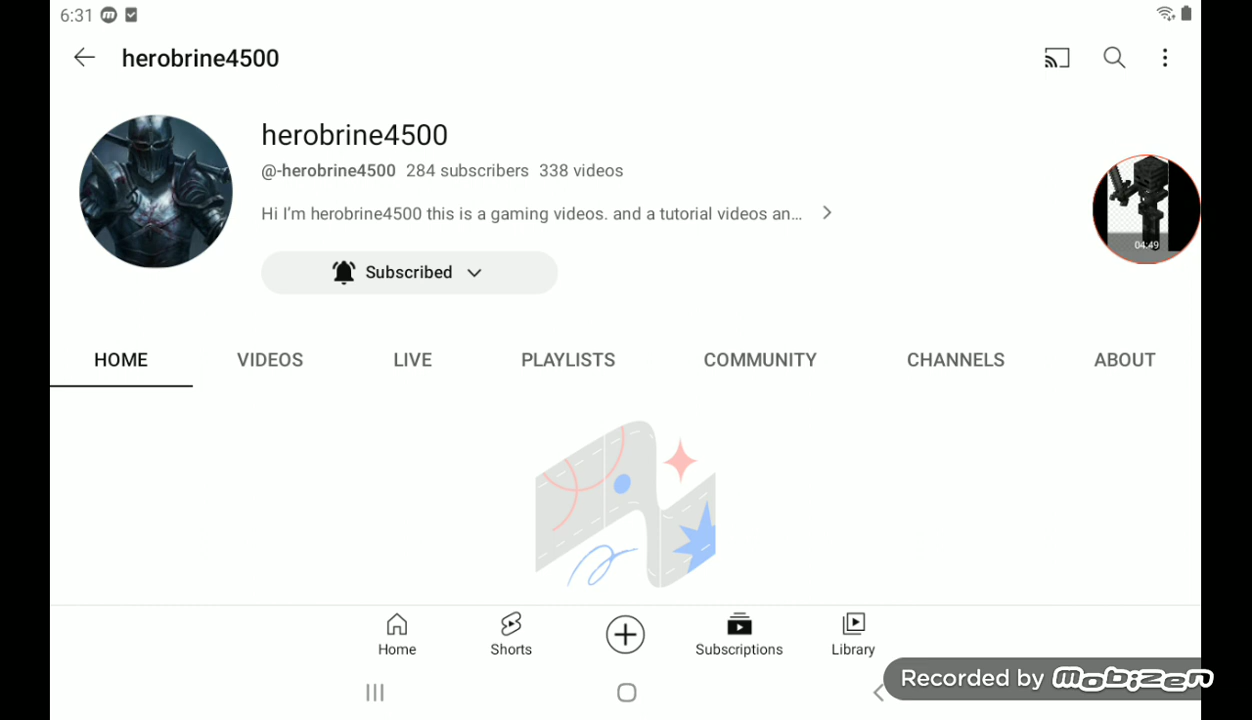 6:31
herobrine4500
herobrine4500
@-herobrine4500 284 subscribers 338 videos
Hi I'm herobrine4500 this is a gaming videos. and a tutorial videos an...
04:49
Subscribed
HOME VIDEOS LIVE PLAYLISTS COMMUNITY CHANNELS ABOUT
Home Shorts Subscriptions Library
Recorded by mobizen